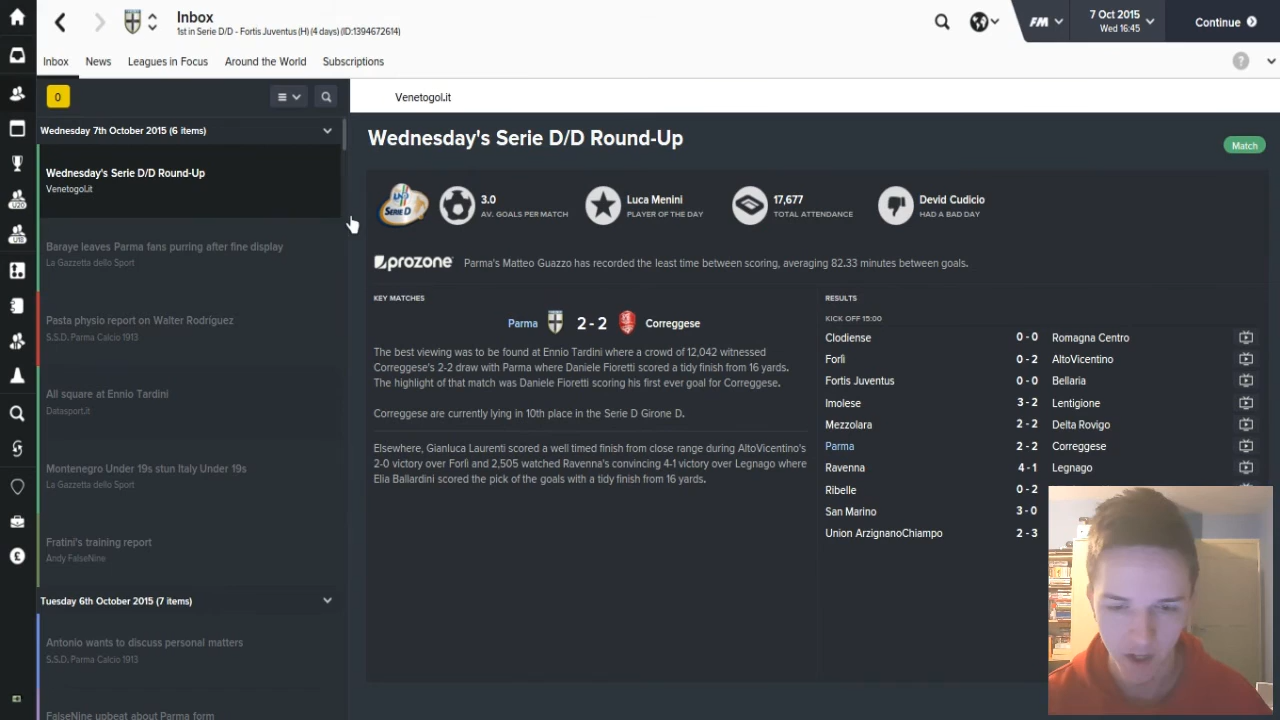 Inbox
1st in Serie D/D - Fortis Juventus (H) (4 days) (ID:1394672614)
FM
7 Oct 2015
Wed 16:45
Continue
Inbox
News
Leagues in Focus
Around the World
Subscriptions
?
0
Venetogol.it
Wednesday 7th October 2015 (6 items)
Wednesday's Serie D/D Round-Up
Venetogol.it
Baraye leaves Parma fans purring after fine display
La Gazzetta dello Sport
Pasta physio report on Walter Rodríguez
S.S.D. Parma Calcio 1913
All square at Ennio Tardini
Datasport.it
Montenegro Under 19s stun Italy Under 19s
La Gazzetta dello Sport
Fratini's training report
Andy FalseNine
Tuesday 6th October 2015 (7 items)
Antonio wants to discuss personal matters
S.S.D. Parma Calcio 1913
FalseNine upbeat about Parma form
U20
U18
Wednesday's Serie D/D Round-Up
Match
SERIE D
3.0
AV. GOALS PER MATCH
Luca Menini
PLAYER OF THE DAY
17,677
TOTAL ATTENDANCE
Devid Cudicio
HAD A BAD DAY
prozone
Parma's Matteo Guazzo has recorded the least time between scoring, averaging 82.33 minutes between goals.
KEY MATCHES
Parma 2 - 2 Correggese
The best viewing was to be found at Ennio Tardini where a crowd of 12,042 witnessed
Correggese's 2-2 draw with Parma where Daniele Fioretti scored a tidy finish from 16 yards.
The highlight of that match was Daniele Fioretti scoring his first ever goal for Correggese.
Correggese are currently lying in 10th place in the Serie D Girone D.
Elsewhere, Gianluca Laurenti scored a well timed finish from close range during AltoVicentino's
2-0 victory over Forlì and 2,505 watched Ravenna's convincing 4-1 victory over Legnago where
Elia Ballardini scored the pick of the goals with a tidy finish from 16 yards.
RESULTS
KICK OFF 15:00
Clodiense 0 - 0 Romagna Centro
Forlì 0 - 2 AltoVicentino
Fortis Juventus 0 - 0 Bellaria
Imolese 3 - 2 Lentigione
Mezzolara 2 - 2 Delta Rovigo
Parma 2 - 2 Correggese
Ravenna 4 - 1 Legnago
Ribelle 0 - 2
San Marino 3 - 0
Union ArzignanoChiampo 2 - 3